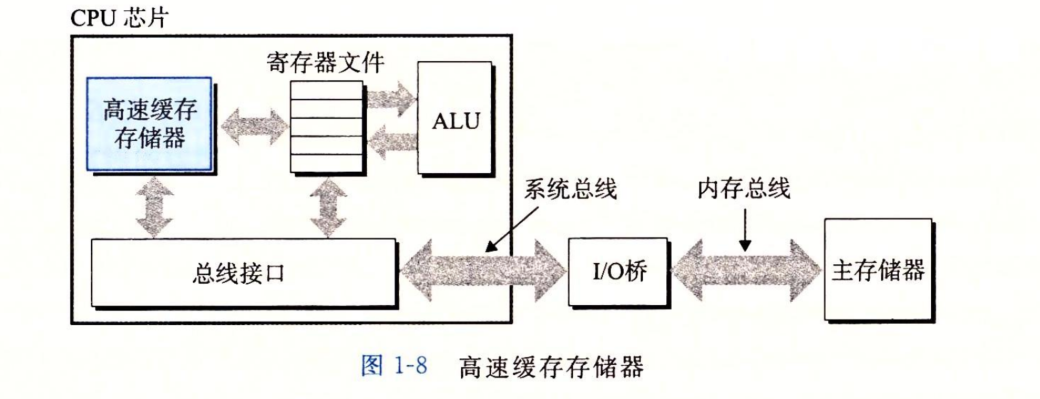 CPU 芯片
寄存器文件
高速缓存
存储器
ALU
系统总线
内存总线
总线接口
I/O桥
主存储器
图 1-8 高速缓存存储器